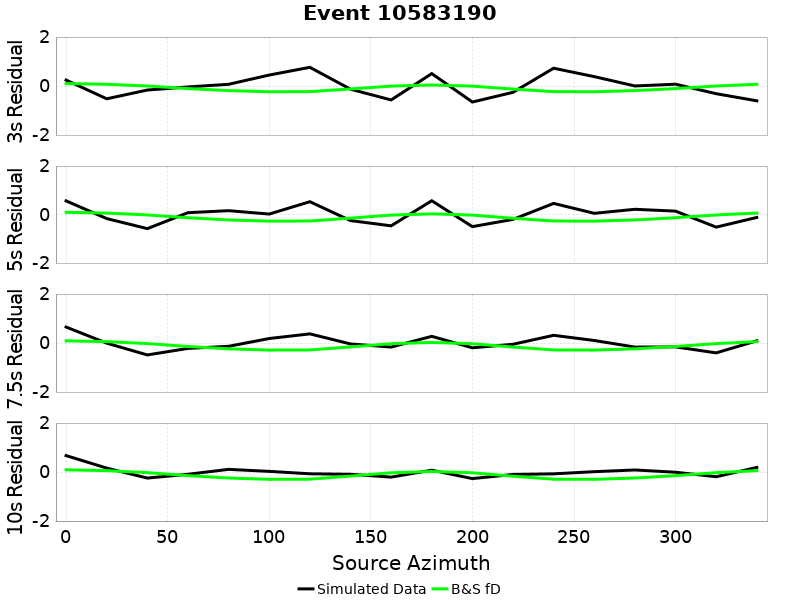 Event 10583190
3s Residual
2
0
-2
5s Residual
2
0
-2
7.5s Residual
2
0
-2
10s Residual
2
0
-2
0 50 100 150 200 250 300
Source Azimuth
Simulated Data B&S fD